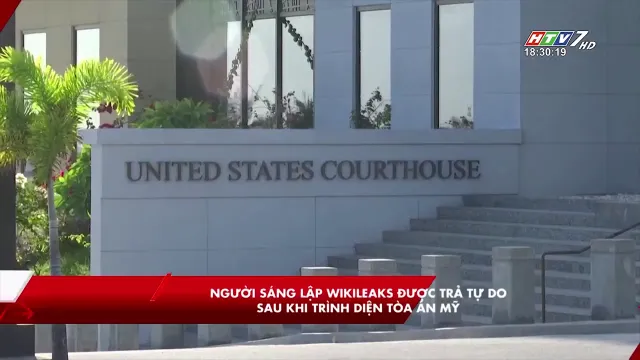 HTV7 HD
18:30:19
UNITED STATES COURTHOUSE
NGƯỜI SÁNG LẬP WIKILEAKS ĐƯỢC TRẢ TỰ DO
SAU KHI TRÌNH DIỆN TÒA ÁN MỸ